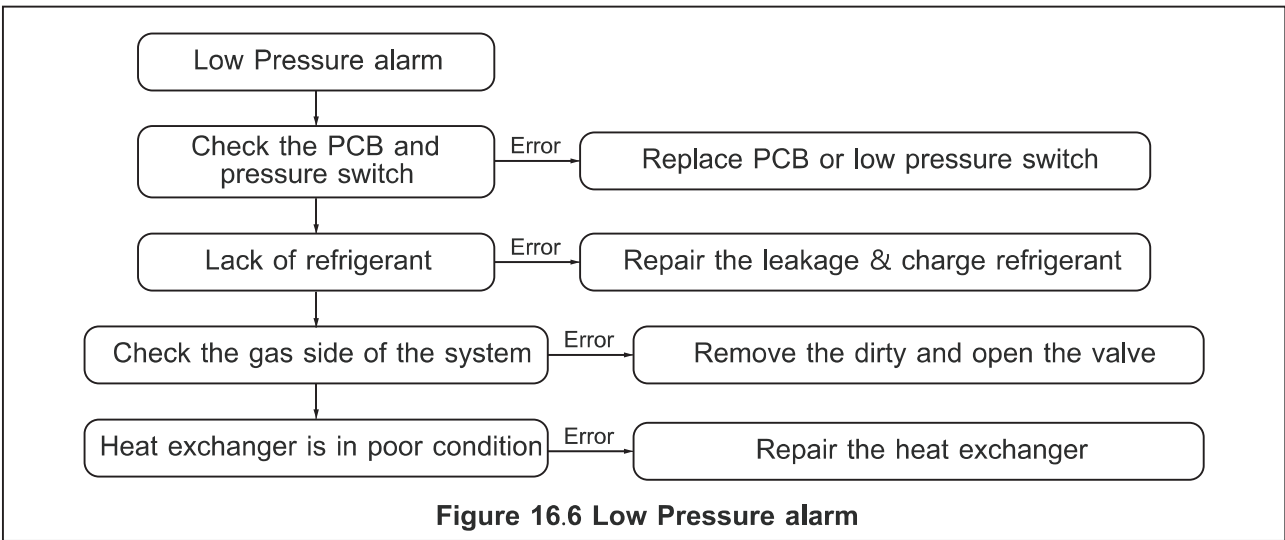 Low Pressure alarm
Check the PCB and
pressure switch
Error
Replace PCB or low pressure switch
Lack of refrigerant
Error
Repair the leakage & charge refrigerant
Check the gas side of the system
Error
Remove the dirty and open the valve
Heat exchanger is in poor condition
Error
Repair the heat exchanger
Figure 16.6 Low Pressure alarm